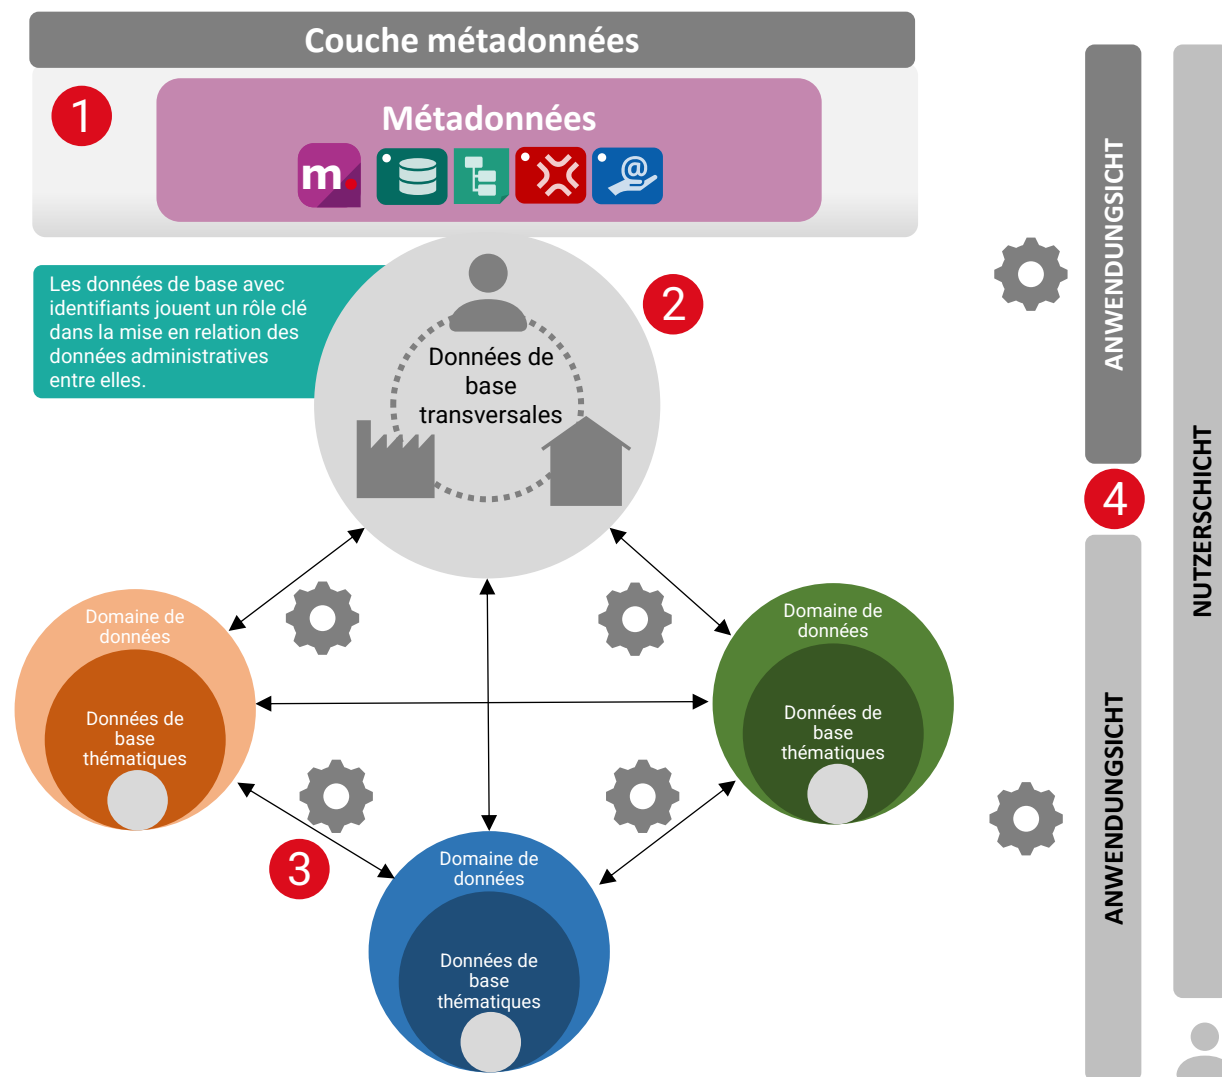 Couche métadonnées
1
Métadonnées
m.
@
Les données de base avec
identifiants jouent un rôle clé
dans la mise en relation des
données administratives
entre elles.
2
Données de
base
transversales
Domaine de
données
Données de
base
thématiques
Domaine de
données
Données de
base
thématiques
3
Domaine de
données
Données de
base
thématiques
ANWENDUNGSICHT
4
ANWENDUNGSICHT
NUTZERSCHICHT